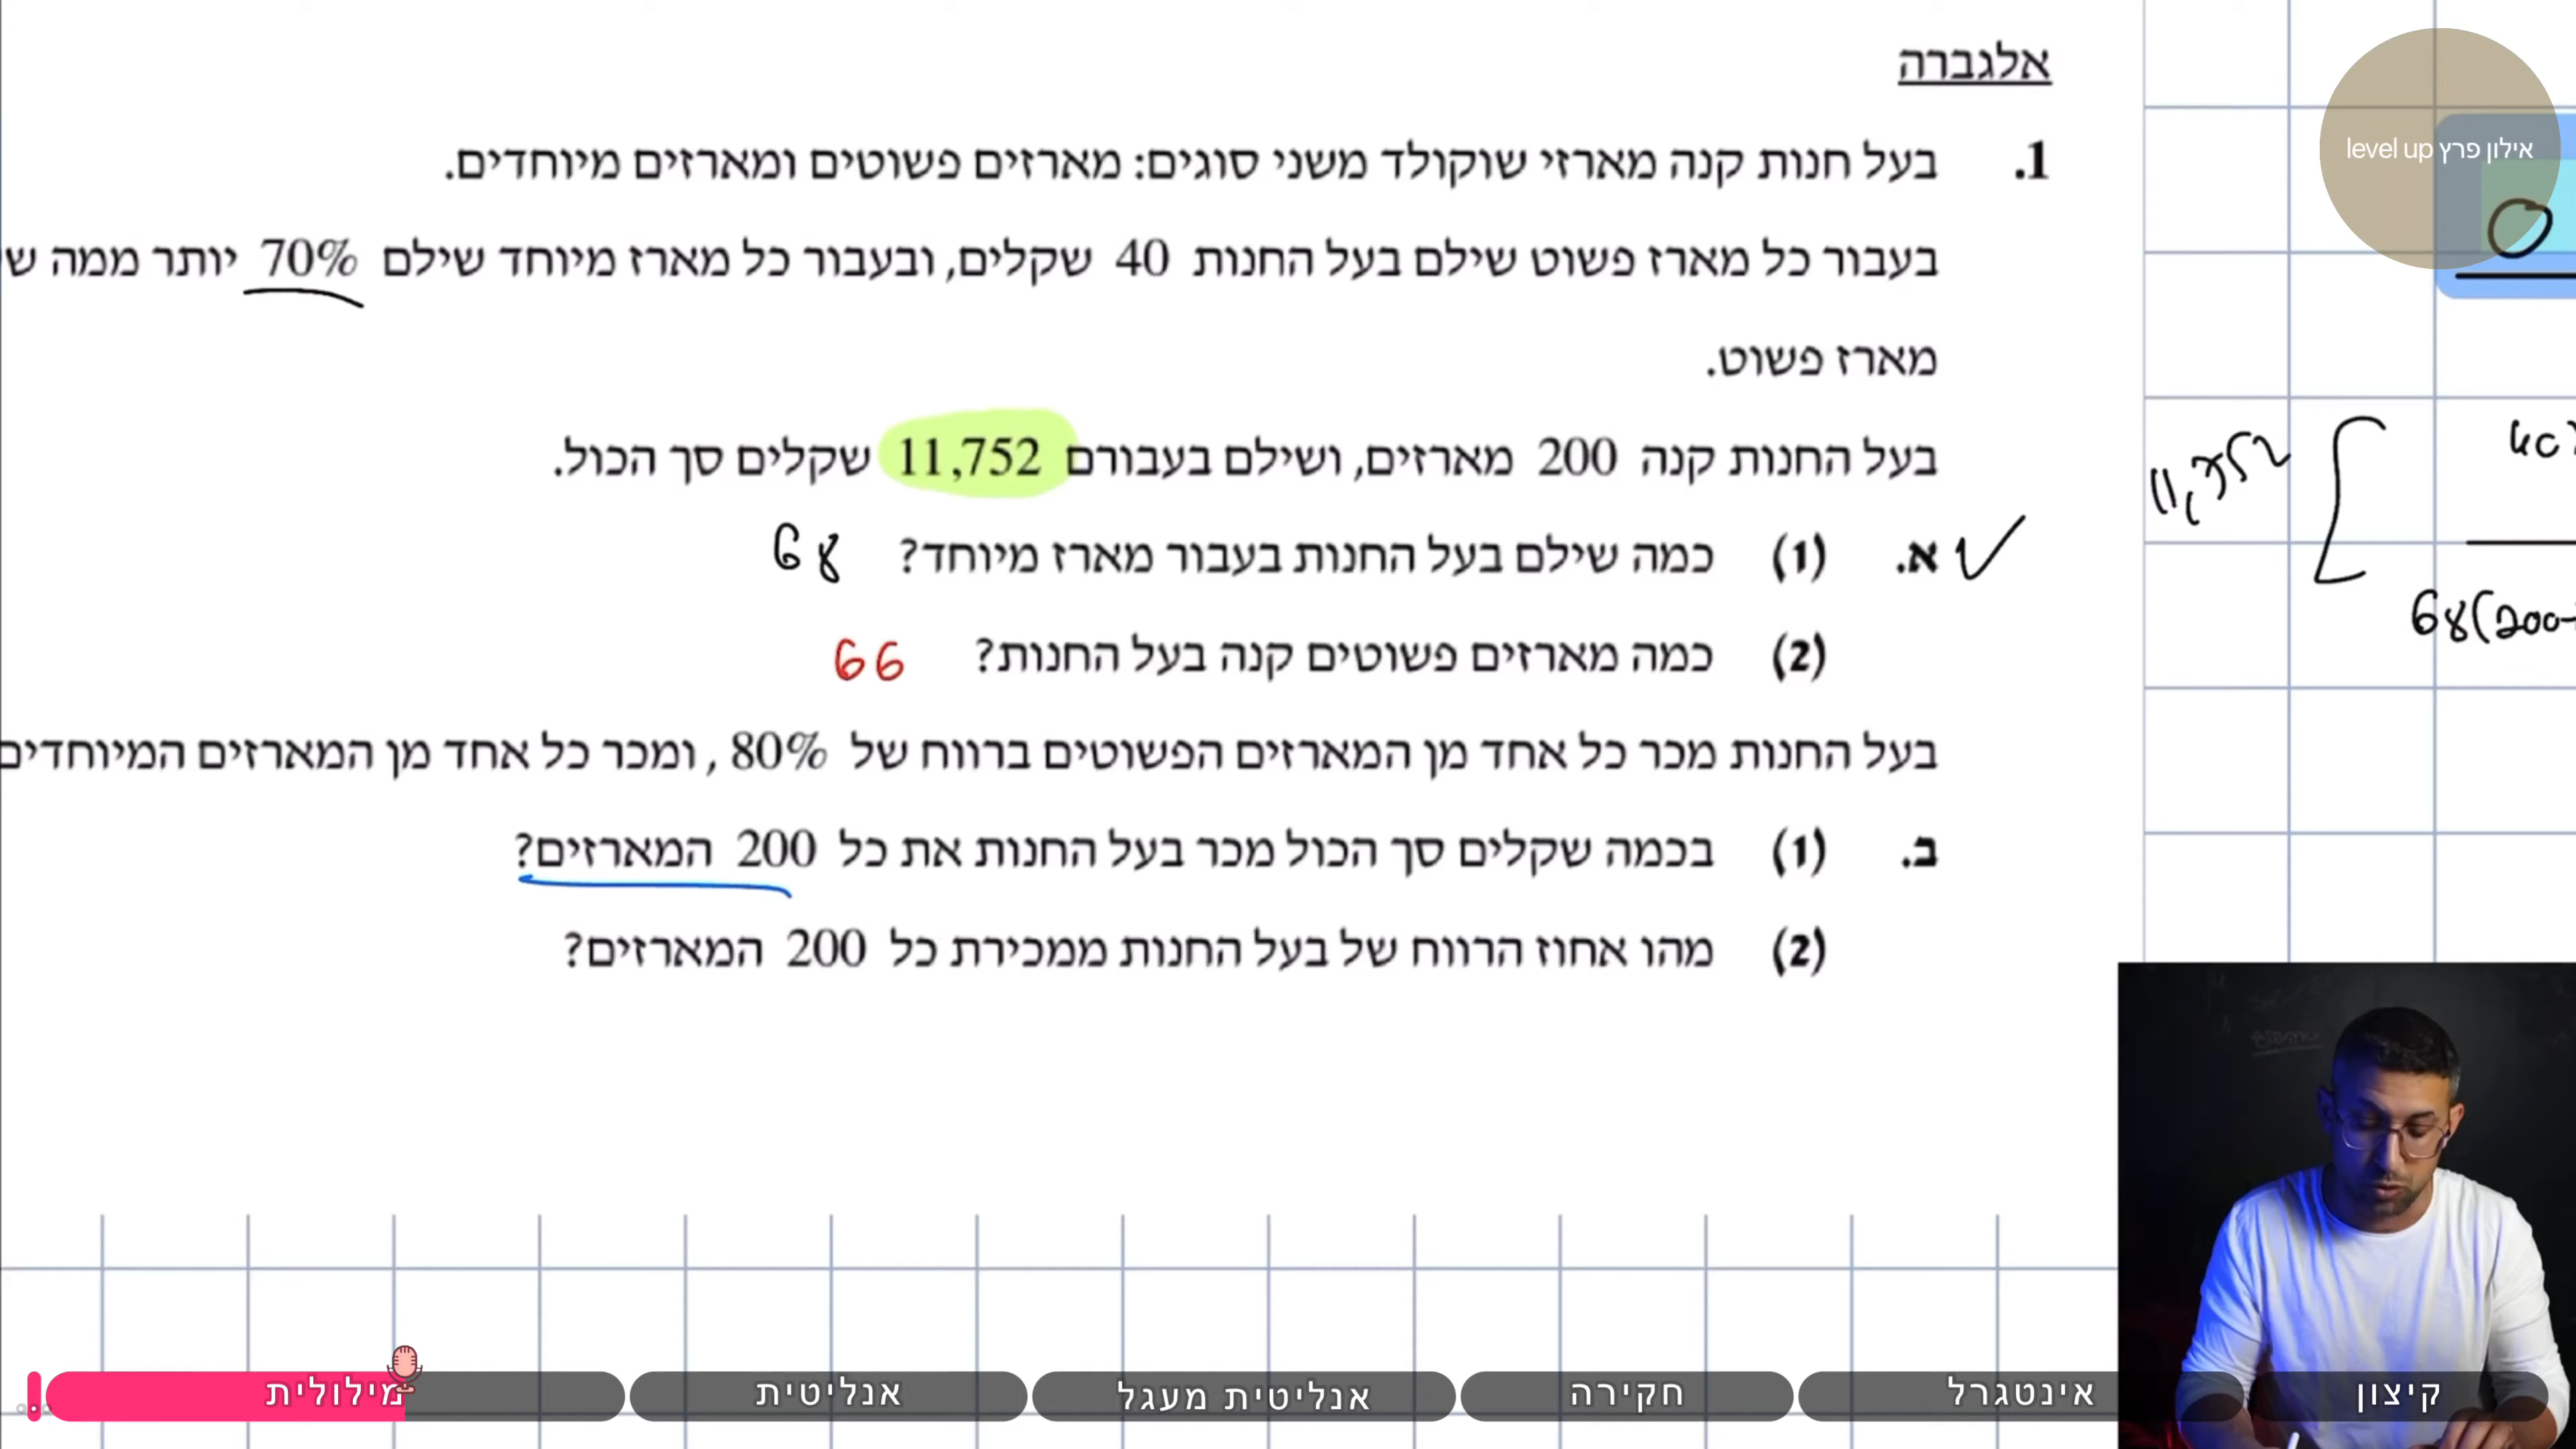 אילון פרץ level up
אלגברה
1. בעל חנות קנה מארזי שוקולד משני סוגים: מארזים פשוטים ומארזים מיוחדים.
בעבור כל מארז פשוט שילם בעל החנות 40 שקלים, ובעבור כל מארז מיוחד שילם 70% יותר ממה
מארז פשוט.
בעל החנות קנה 200 מארזים, ושילם בעבורם 11,752 שקלים סך הכול.
11,752
א. (1) כמה שילם בעל החנות בעבור מארז מיוחד? 68
68(200-
(2) כמה מארזים פשוטים קנה בעל החנות? 66
בעל החנות מכר כל אחד מן המארזים הפשוטים ברווח של 80%, ומכר כל אחד מן המארזים המיוחדים
ב. (1) בכמה שקלים סך הכול מכר בעל החנות את כל 200 המארזים?
(2) מהו אחוז הרווח של בעל החנות ממכירת כל 200 המארזים?
מילולית אנליטית אנליטית מעגל חקירה אינטגרל קיצון